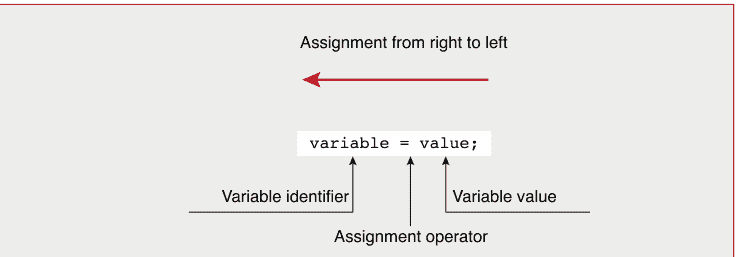 Assignment from right to left
variable = value;
Variable identifier
Variable value
Assignment operator